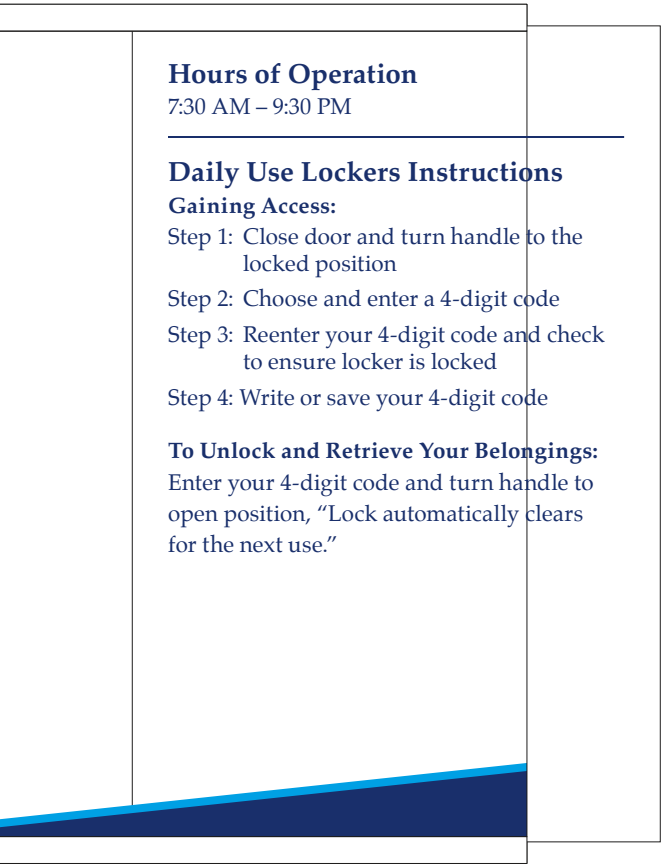 Hours of Operation
7:30 AM – 9:30 PM
Daily Use Lockers Instructions
Gaining Access:
Step 1: Close door and turn handle to the
locked position
Step 2: Choose and enter a 4-digit code
Step 3: Reenter your 4-digit code and check
to ensure locker is locked
Step 4: Write or save your 4-digit code
To Unlock and Retrieve Your Belongings:
Enter your 4-digit code and turn handle to
open position, “Lock automatically clears
for the next use.”